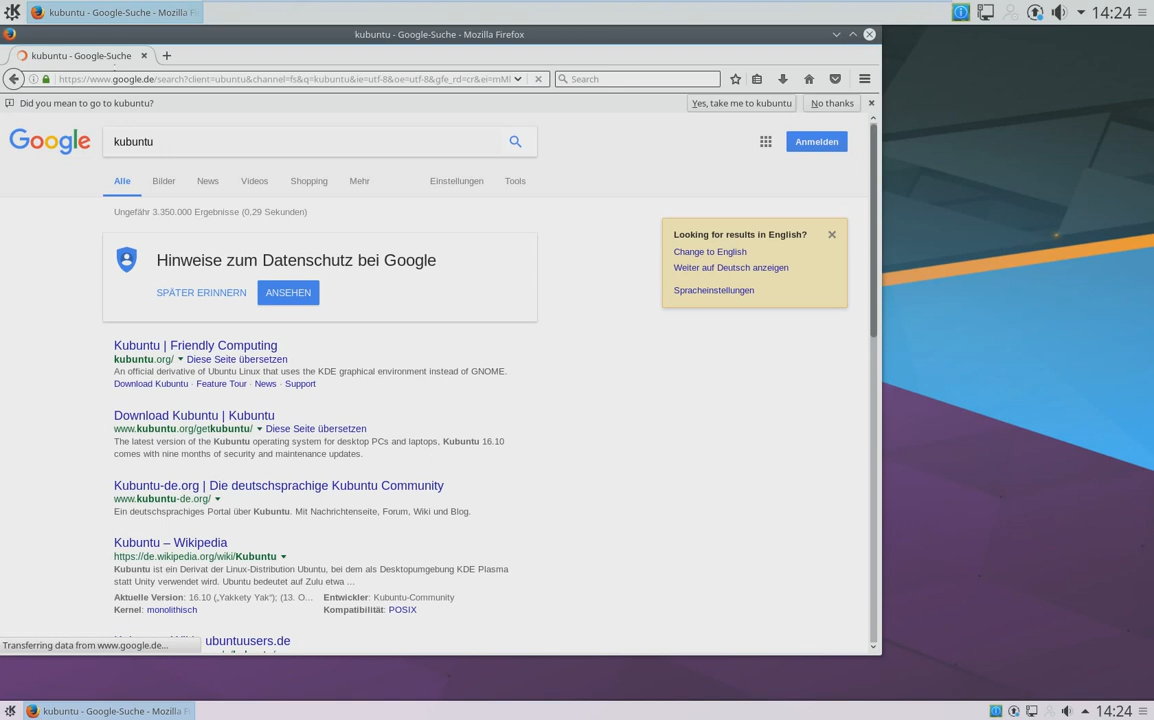 kubuntu - Google-Suche - Mozilla Fi
14:24
kubuntu - Google-Suche - Mozilla Firefox
kubuntu - Google-Suche
https://www.google.de/search?client=ubuntu&channel=fs&q=kubuntu&ie=utf-8&oe=utf-8&gfe_rd=cr&ei=mMl
Search
Did you mean to go to kubuntu?
Yes, take me to kubuntu
No thanks
Google
kubuntu
Anmelden
Alle Bilder News Videos Shopping Mehr Einstellungen Tools
Ungefähr 3.350.000 Ergebnisse (0,29 Sekunden)
Looking for results in English?
Change to English
Weiter auf Deutsch anzeigen
Spracheinstellungen
Hinweise zum Datenschutz bei Google
SPÄTER ERINNERN ANSEHEN
Kubuntu | Friendly Computing
kubuntu.org/ Diese Seite übersetzen
An official derivative of Ubuntu Linux that uses the KDE graphical environment instead of GNOME.
Download Kubuntu · Feature Tour · News · Support
Download Kubuntu | Kubuntu
www.kubuntu.org/getkubuntu/ Diese Seite übersetzen
The latest version of the Kubuntu operating system for desktop PCs and laptops, Kubuntu 16.10
comes with nine months of security and maintenance updates.
Kubuntu-de.org | Die deutschsprachige Kubuntu Community
www.kubuntu-de.org/
Ein deutschsprachiges Portal über Kubuntu. Mit Nachrichtenseite, Forum, Wiki und Blog.
Kubuntu – Wikipedia
https://de.wikipedia.org/wiki/Kubuntu
Kubuntu ist ein Derivat der Linux-Distribution Ubuntu, bei dem als Desktopumgebung KDE Plasma
statt Unity verwendet wird. Ubuntu bedeutet auf Zulu etwa ...
Aktuelle Version: 16.10 („Yakkety Yak“); (13. O... Entwickler: Kubuntu-Community
Kernel: monolithisch Kompatibilität: POSIX
ubuntuusers.de
Transferring data from www.google.de...
kubuntu - Google-Suche - Mozilla F
14:24